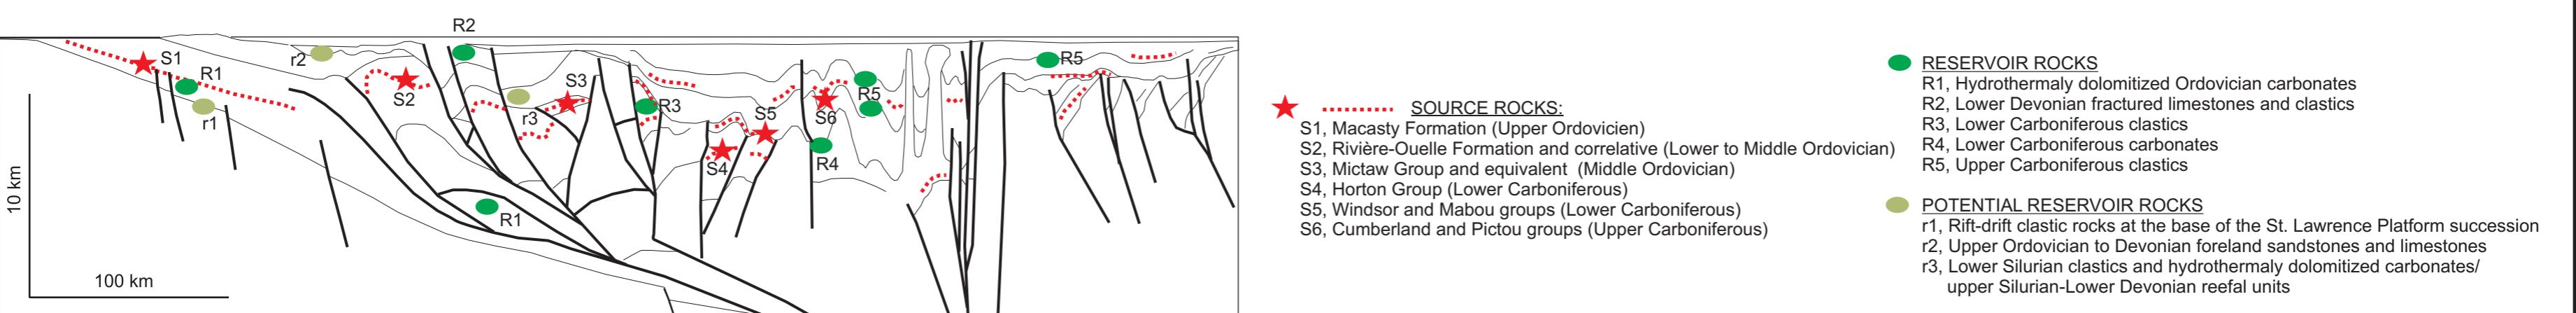 R2
S1
r2
R5
R1
S3
S2
R3
R5
S5
r3
S6
r1
R4
S4
10 km
R1
100 km
SOURCE ROCKS:
S1, Macasty Formation (Upper Ordovicien)
S2, Rivière-Ouelle Formation and correlative (Lower to Middle Ordovician)
S3, Mictaw Group and equivalent (Middle Ordovician)
S4, Horton Group (Lower Carboniferous)
S5, Windsor and Mabou groups (Lower Carboniferous)
S6, Cumberland and Pictou groups (Upper Carboniferous)
RESERVOIR ROCKS
R1, Hydrothermaly dolomitized Ordovician carbonates
R2, Lower Devonian fractured limestones and clastics
R3, Lower Carboniferous clastics
R4, Lower Carboniferous carbonates
R5, Upper Carboniferous clastics
POTENTIAL RESERVOIR ROCKS
r1, Rift-drift clastic rocks at the base of the St. Lawrence Platform succession
r2, Upper Ordovician to Devonian foreland sandstones and limestones
r3, Lower Silurian clastics and hydrothermaly dolomitized carbonates/
upper Silurian-Lower Devonian reefal units